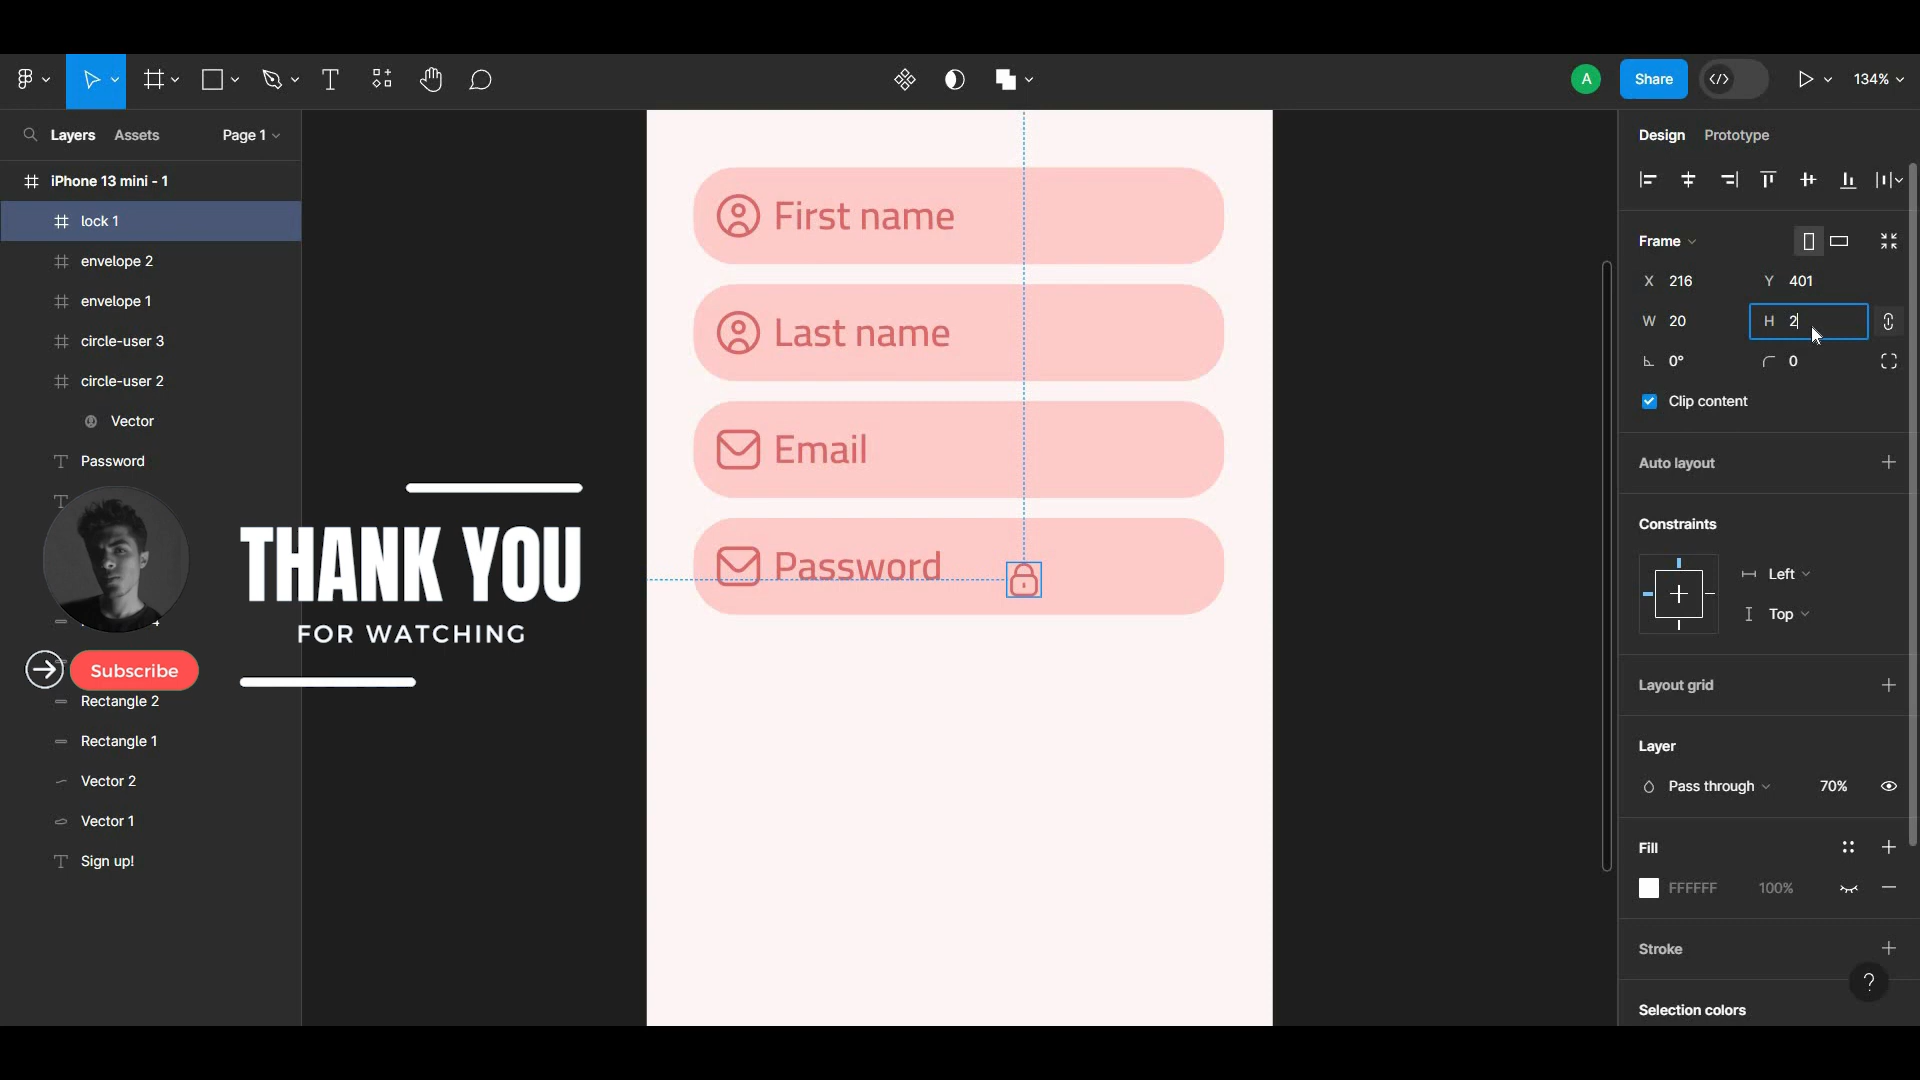 A
Share
134%
Layers
Assets
Page 1
Design
Prototype
iPhone 13 mini - 1
lock 1
envelope 2
envelope 1
circle-user 3
circle-user 2
Vector
Password
Rectangle 2
Rectangle 1
Vector 2
Vector 1
Sign up!
THANK YOU
FOR WATCHING
Subscribe
First name
Last name
Email
Password
Frame
X 216
Y 401
W 20
H 2
0°
0
Clip content
Auto layout
Constraints
Left
Top
Layout grid
Layer
Pass through
70%
Fill
FFFFFF
100%
Stroke
?
Selection colors